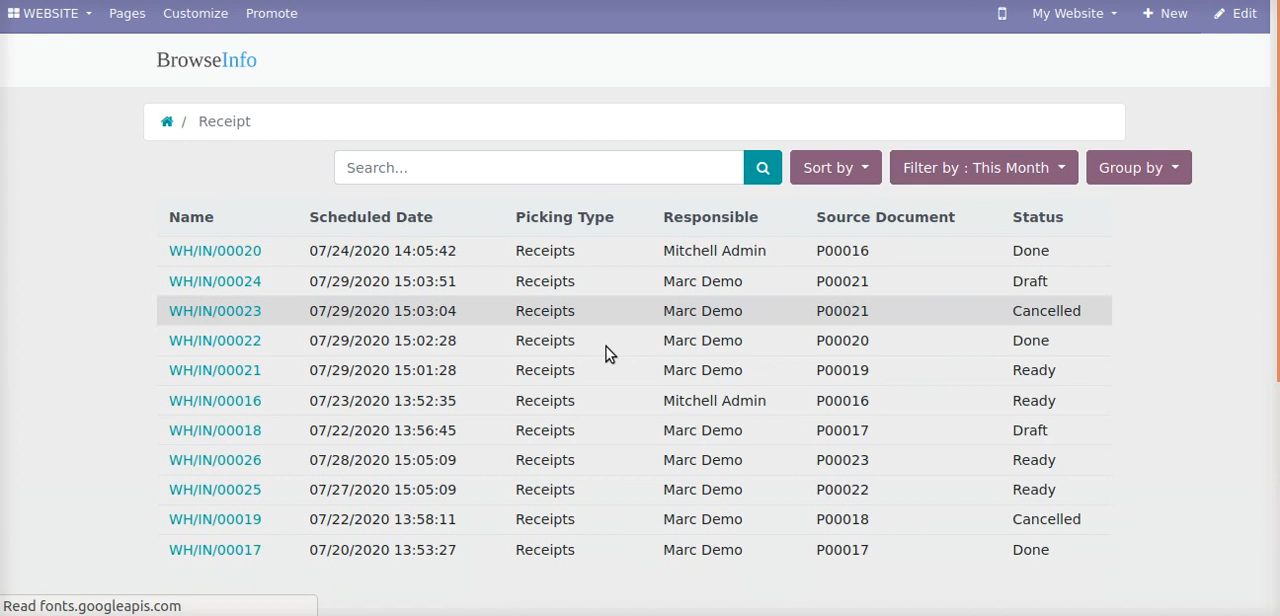 WEBSITE Pages Customize Promote My Website New Edit
BrowseInfo
/ Receipt
Search... Sort by Filter by : This Month Group by
Name Scheduled Date Picking Type Responsible Source Document Status
WH/IN/00020 07/24/2020 14:05:42 Receipts Mitchell Admin P00016 Done
WH/IN/00024 07/29/2020 15:03:51 Receipts Marc Demo P00021 Draft
WH/IN/00023 07/29/2020 15:03:04 Receipts Marc Demo P00021 Cancelled
WH/IN/00022 07/29/2020 15:02:28 Receipts Marc Demo P00020 Done
WH/IN/00021 07/29/2020 15:01:28 Receipts Marc Demo P00019 Ready
WH/IN/00016 07/23/2020 13:52:35 Receipts Mitchell Admin P00016 Ready
WH/IN/00018 07/22/2020 13:56:45 Receipts Marc Demo P00017 Draft
WH/IN/00026 07/28/2020 15:05:09 Receipts Marc Demo P00023 Ready
WH/IN/00025 07/27/2020 15:05:09 Receipts Marc Demo P00022 Ready
WH/IN/00019 07/22/2020 13:58:11 Receipts Marc Demo P00018 Cancelled
WH/IN/00017 07/20/2020 13:53:27 Receipts Marc Demo P00017 Done
Read fonts.googleapis.com